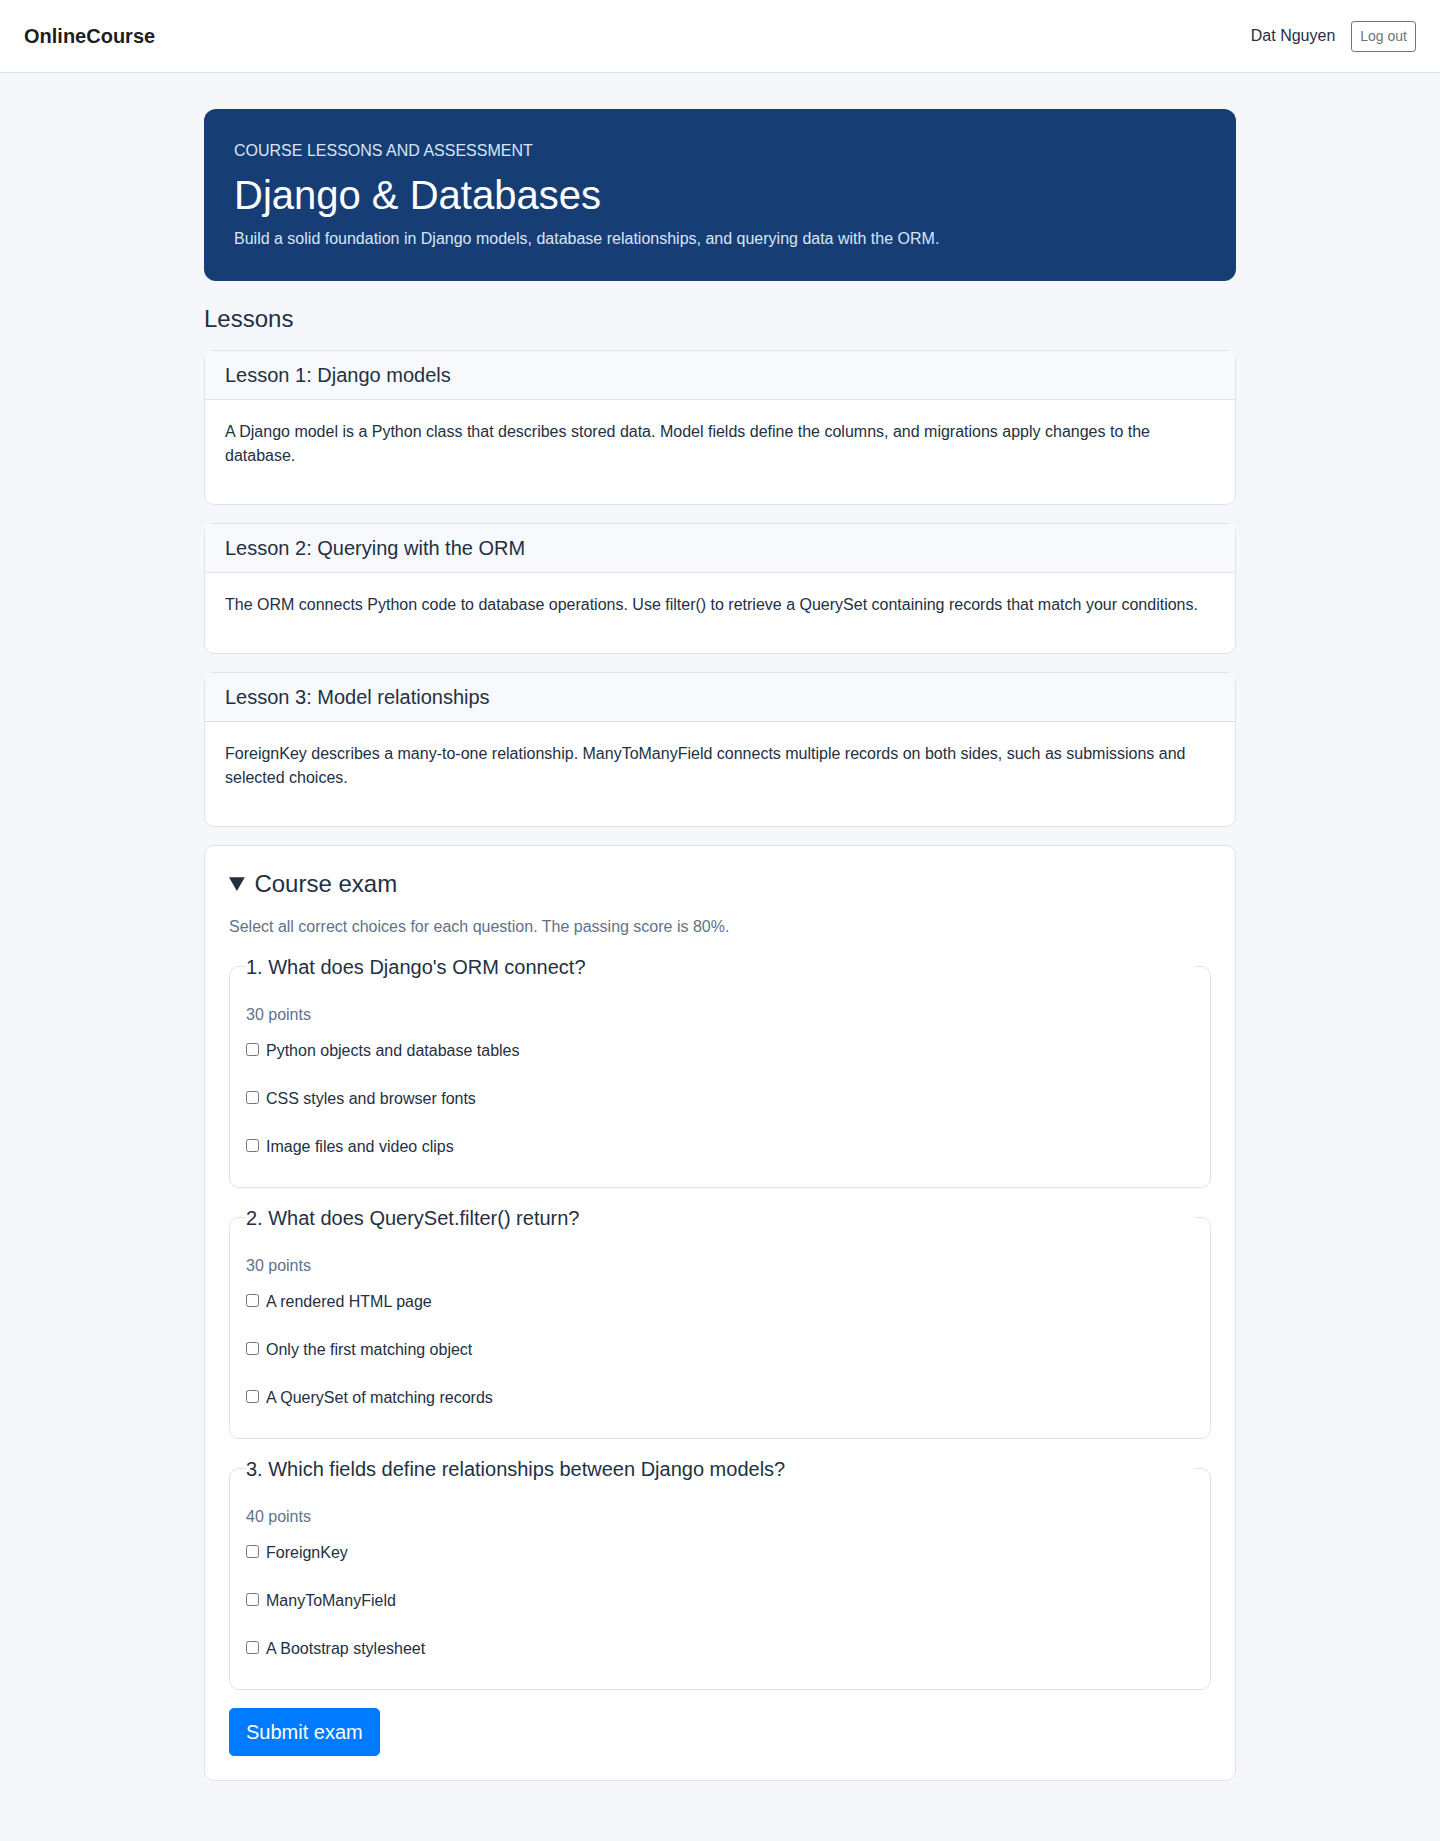 OnlineCourse
Dat Nguyen
Log out
COURSE LESSONS AND ASSESSMENT
Django & Databases
Build a solid foundation in Django models, database relationships, and querying data with the ORM.
Lessons
Lesson 1: Django models
A Django model is a Python class that describes stored data. Model fields define the columns, and migrations apply changes to the
database.
Lesson 2: Querying with the ORM
The ORM connects Python code to database operations. Use filter() to retrieve a QuerySet containing records that match your conditions.
Lesson 3: Model relationships
ForeignKey describes a many-to-one relationship. ManyToManyField connects multiple records on both sides, such as submissions and
selected choices.
Course exam
Select all correct choices for each question. The passing score is 80%.
1. What does Django's ORM connect?
30 points
Python objects and database tables
CSS styles and browser fonts
Image files and video clips
2. What does QuerySet.filter() return?
30 points
A rendered HTML page
Only the first matching object
A QuerySet of matching records
3. Which fields define relationships between Django models?
40 points
ForeignKey
ManyToManyField
A Bootstrap stylesheet
Submit exam